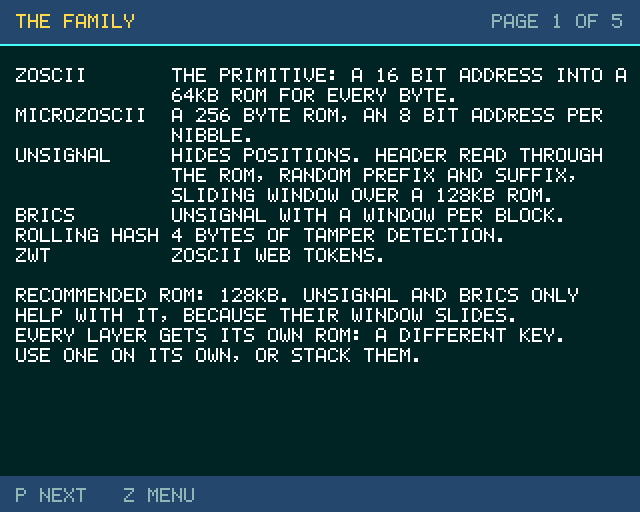 THE FAMILY PAGE 1 OF 5
ZOSCII THE PRIMITIVE: A 16 BIT ADDRESS INTO A
64KB ROM FOR EVERY BYTE.
MICROZOSCII A 256 BYTE ROM, AN 8 BIT ADDRESS PER
NIBBLE.
UNSIGNAL HIDES POSITIONS. HEADER READ THROUGH
THE ROM, RANDOM PREFIX AND SUFFIX,
SLIDING WINDOW OVER A 128KB ROM.
BRICS UNSIGNAL WITH A WINDOW PER BLOCK.
ROLLING HASH 4 BYTES OF TAMPER DETECTION.
ZWT ZOSCII WEB TOKENS.
RECOMMENDED ROM: 128KB. UNSIGNAL AND BRICS ONLY
HELP WITH IT, BECAUSE THEIR WINDOW SLIDES.
EVERY LAYER GETS ITS OWN ROM: A DIFFERENT KEY.
USE ONE ON ITS OWN, OR STACK THEM.
P NEXT Z MENU